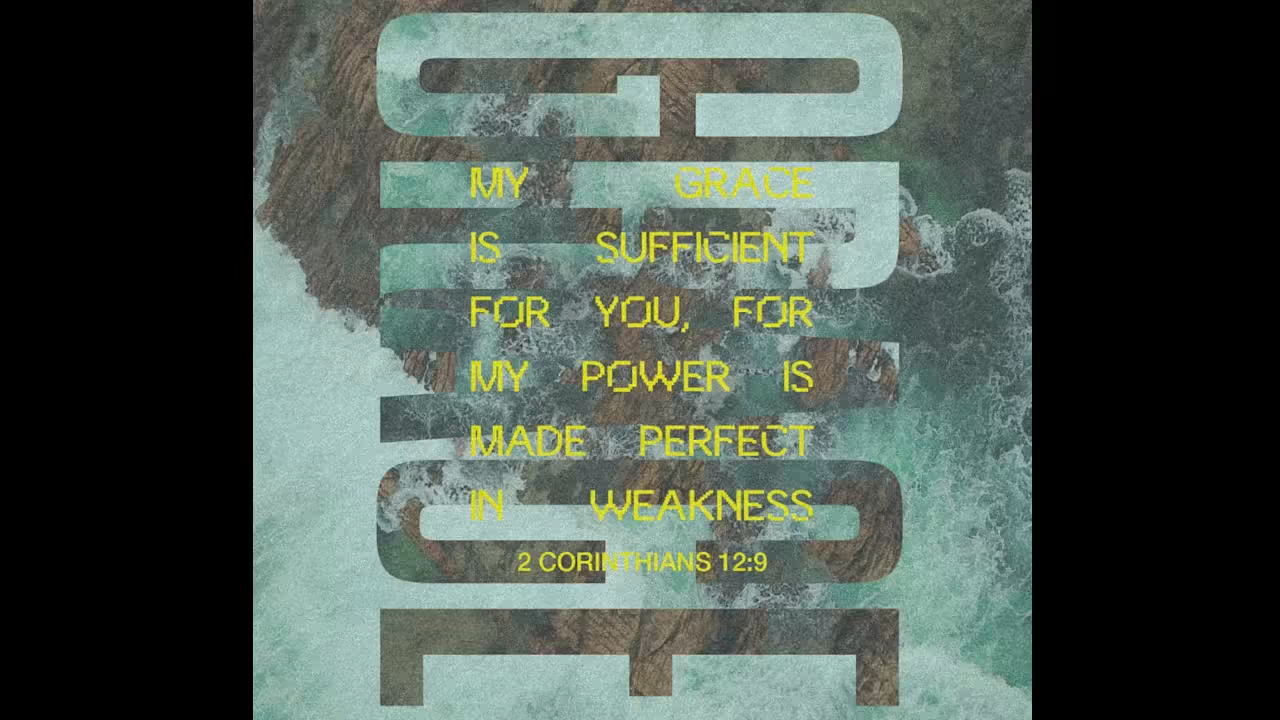 GRACE
MY GRACE
IS SUFFICIENT
FOR YOU, FOR
MY POWER IS
MADE PERFECT
IN WEAKNESS
2 CORINTHIANS 12:9